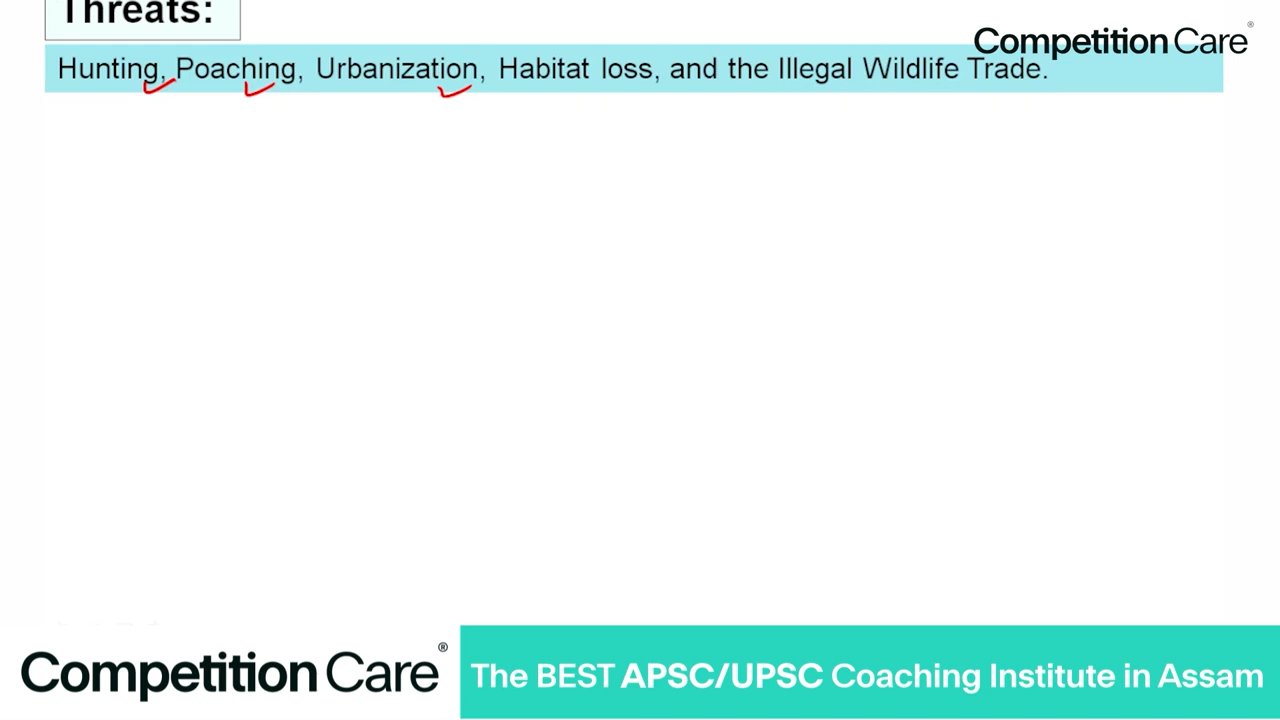 Threats:
Competition Care®
Hunting, Poaching, Urbanization, Habitat loss, and the Illegal Wildlife Trade.
Competition Care®
The BEST APSC/UPSC Coaching Institute in Assam